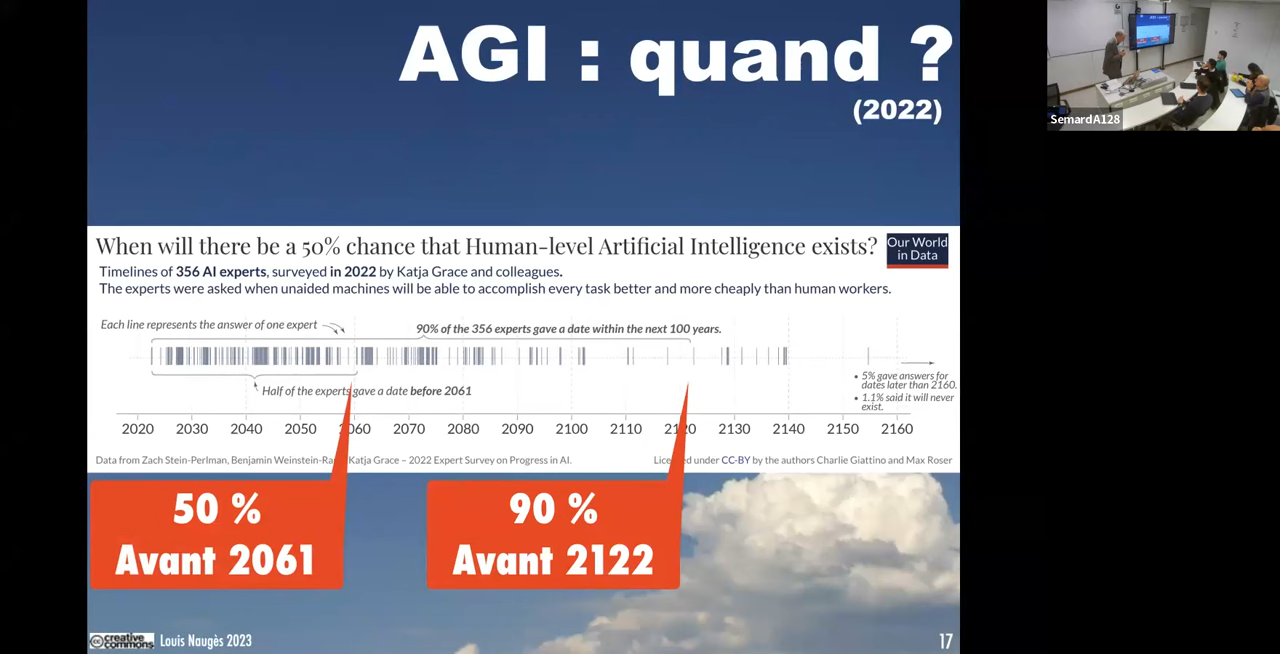 AGI : quand ?
(2022)
SemardA128
When will there be a 50% chance that Human-level Artificial Intelligence exists?
Our World
in Data
Timelines of 356 AI experts, surveyed in 2022 by Katja Grace and colleagues.
The experts were asked when unaided machines will be able to accomplish every task better and more cheaply than human workers.
Each line represents the answer of one expert
90% of the 356 experts gave a date within the next 100 years.
• 5% gave answers for
dates later than 2160.
• 1.1% said it will never
exist.
Half of the experts gave a date before 2061
2020 2030 2040 2050 2060 2070 2080 2090 2100 2110 2120 2130 2140 2150 2160
Data from Zach Stein-Perlman, Benjamin Weinstein-Ra Katja Grace – 2022 Expert Survey on Progress in AI.
Licensed under CC-BY by the authors Charlie Giattino and Max Roser
50 %
Avant 2061
90 %
Avant 2122
creative
commons
Louis Naugès 2023
17